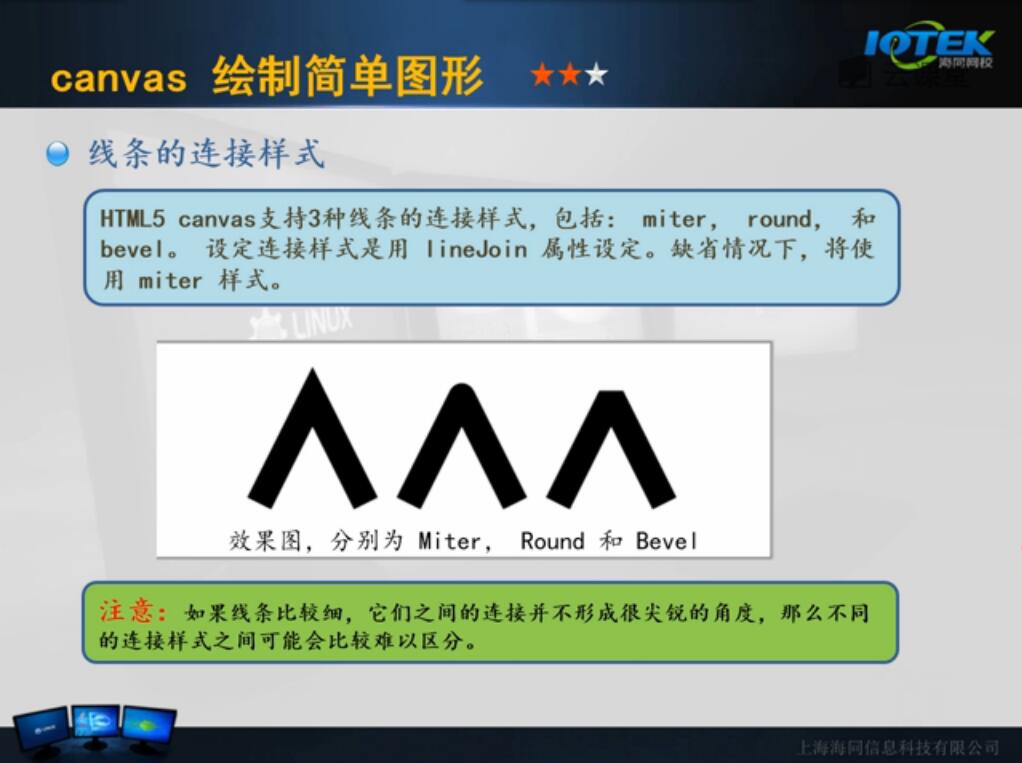 canvas 绘制简单图形
IOTEK
海同网校
云课堂
线条的连接样式
HTML5 canvas支持3种线条的连接样式，包括： miter， round， 和
bevel。 设定连接样式是用 lineJoin 属性设定。缺省情况下，将使
用 miter 样式。
LINUX
效果图，分别为 Miter， Round 和 Bevel
注意：如果线条比较细，它们之间的连接并不形成很尖锐的角度，那么不同
的连接样式之间可能会比较难以区分。
上海海同信息科技有限公司